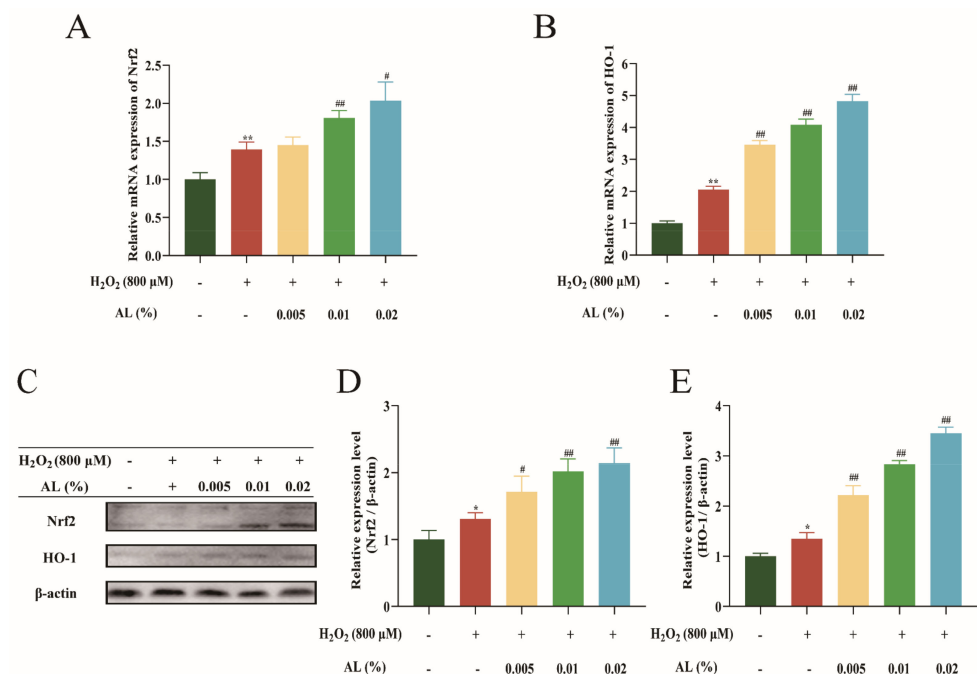 A
Relative mRNA expression of Nrf2
2.5
2.0
1.5
1.0
0.5
0.0
**
##
#
H₂O₂ (800 μM) - + + + +
AL (%) - - 0.005 0.01 0.02
B
Relative mRNA expression of HO-1
6
5
4
3
2
1
0
**
##
##
##
H₂O₂ (800 μM) - + + + +
AL (%) - - 0.005 0.01 0.02
C
H₂O₂ (800 μM) - + + + +
AL (%) - + 0.005 0.01 0.02
Nrf2
HO-1
β-actin
D
Relative expression level
(Nrf2 / β-actin)
3
2
1
0
*
#
##
##
H₂O₂ (800 μM) - + + + +
AL (%) - - 0.005 0.01 0.02
E
Relative expression level
(HO-1/ β-actin)
4
3
2
1
0
*
##
##
##
H₂O₂ (800 μM) - + + + +
AL (%) - - 0.005 0.01 0.02